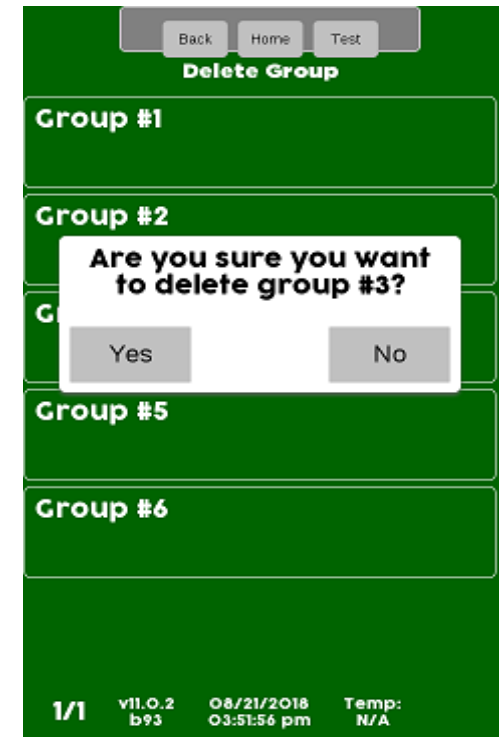 Back Home Test
Delete Group
Group #1
Group #2
Are you sure you want
to delete group #3?
G
Yes No
Group #5
Group #6
1/1 v11.0.2 08/21/2018 Temp:
b93 03:51:56 pm N/A